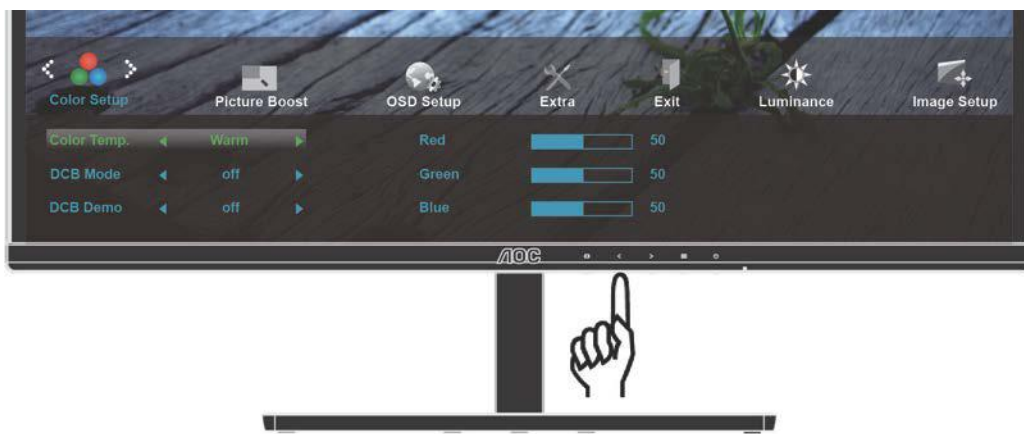 Color Setup
Picture Boost
OSD Setup
Extra
Exit
Luminance
Image Setup
Color Temp. Warm Red 50
DCB Mode off Green 50
DCB Demo off Blue 50
AOC